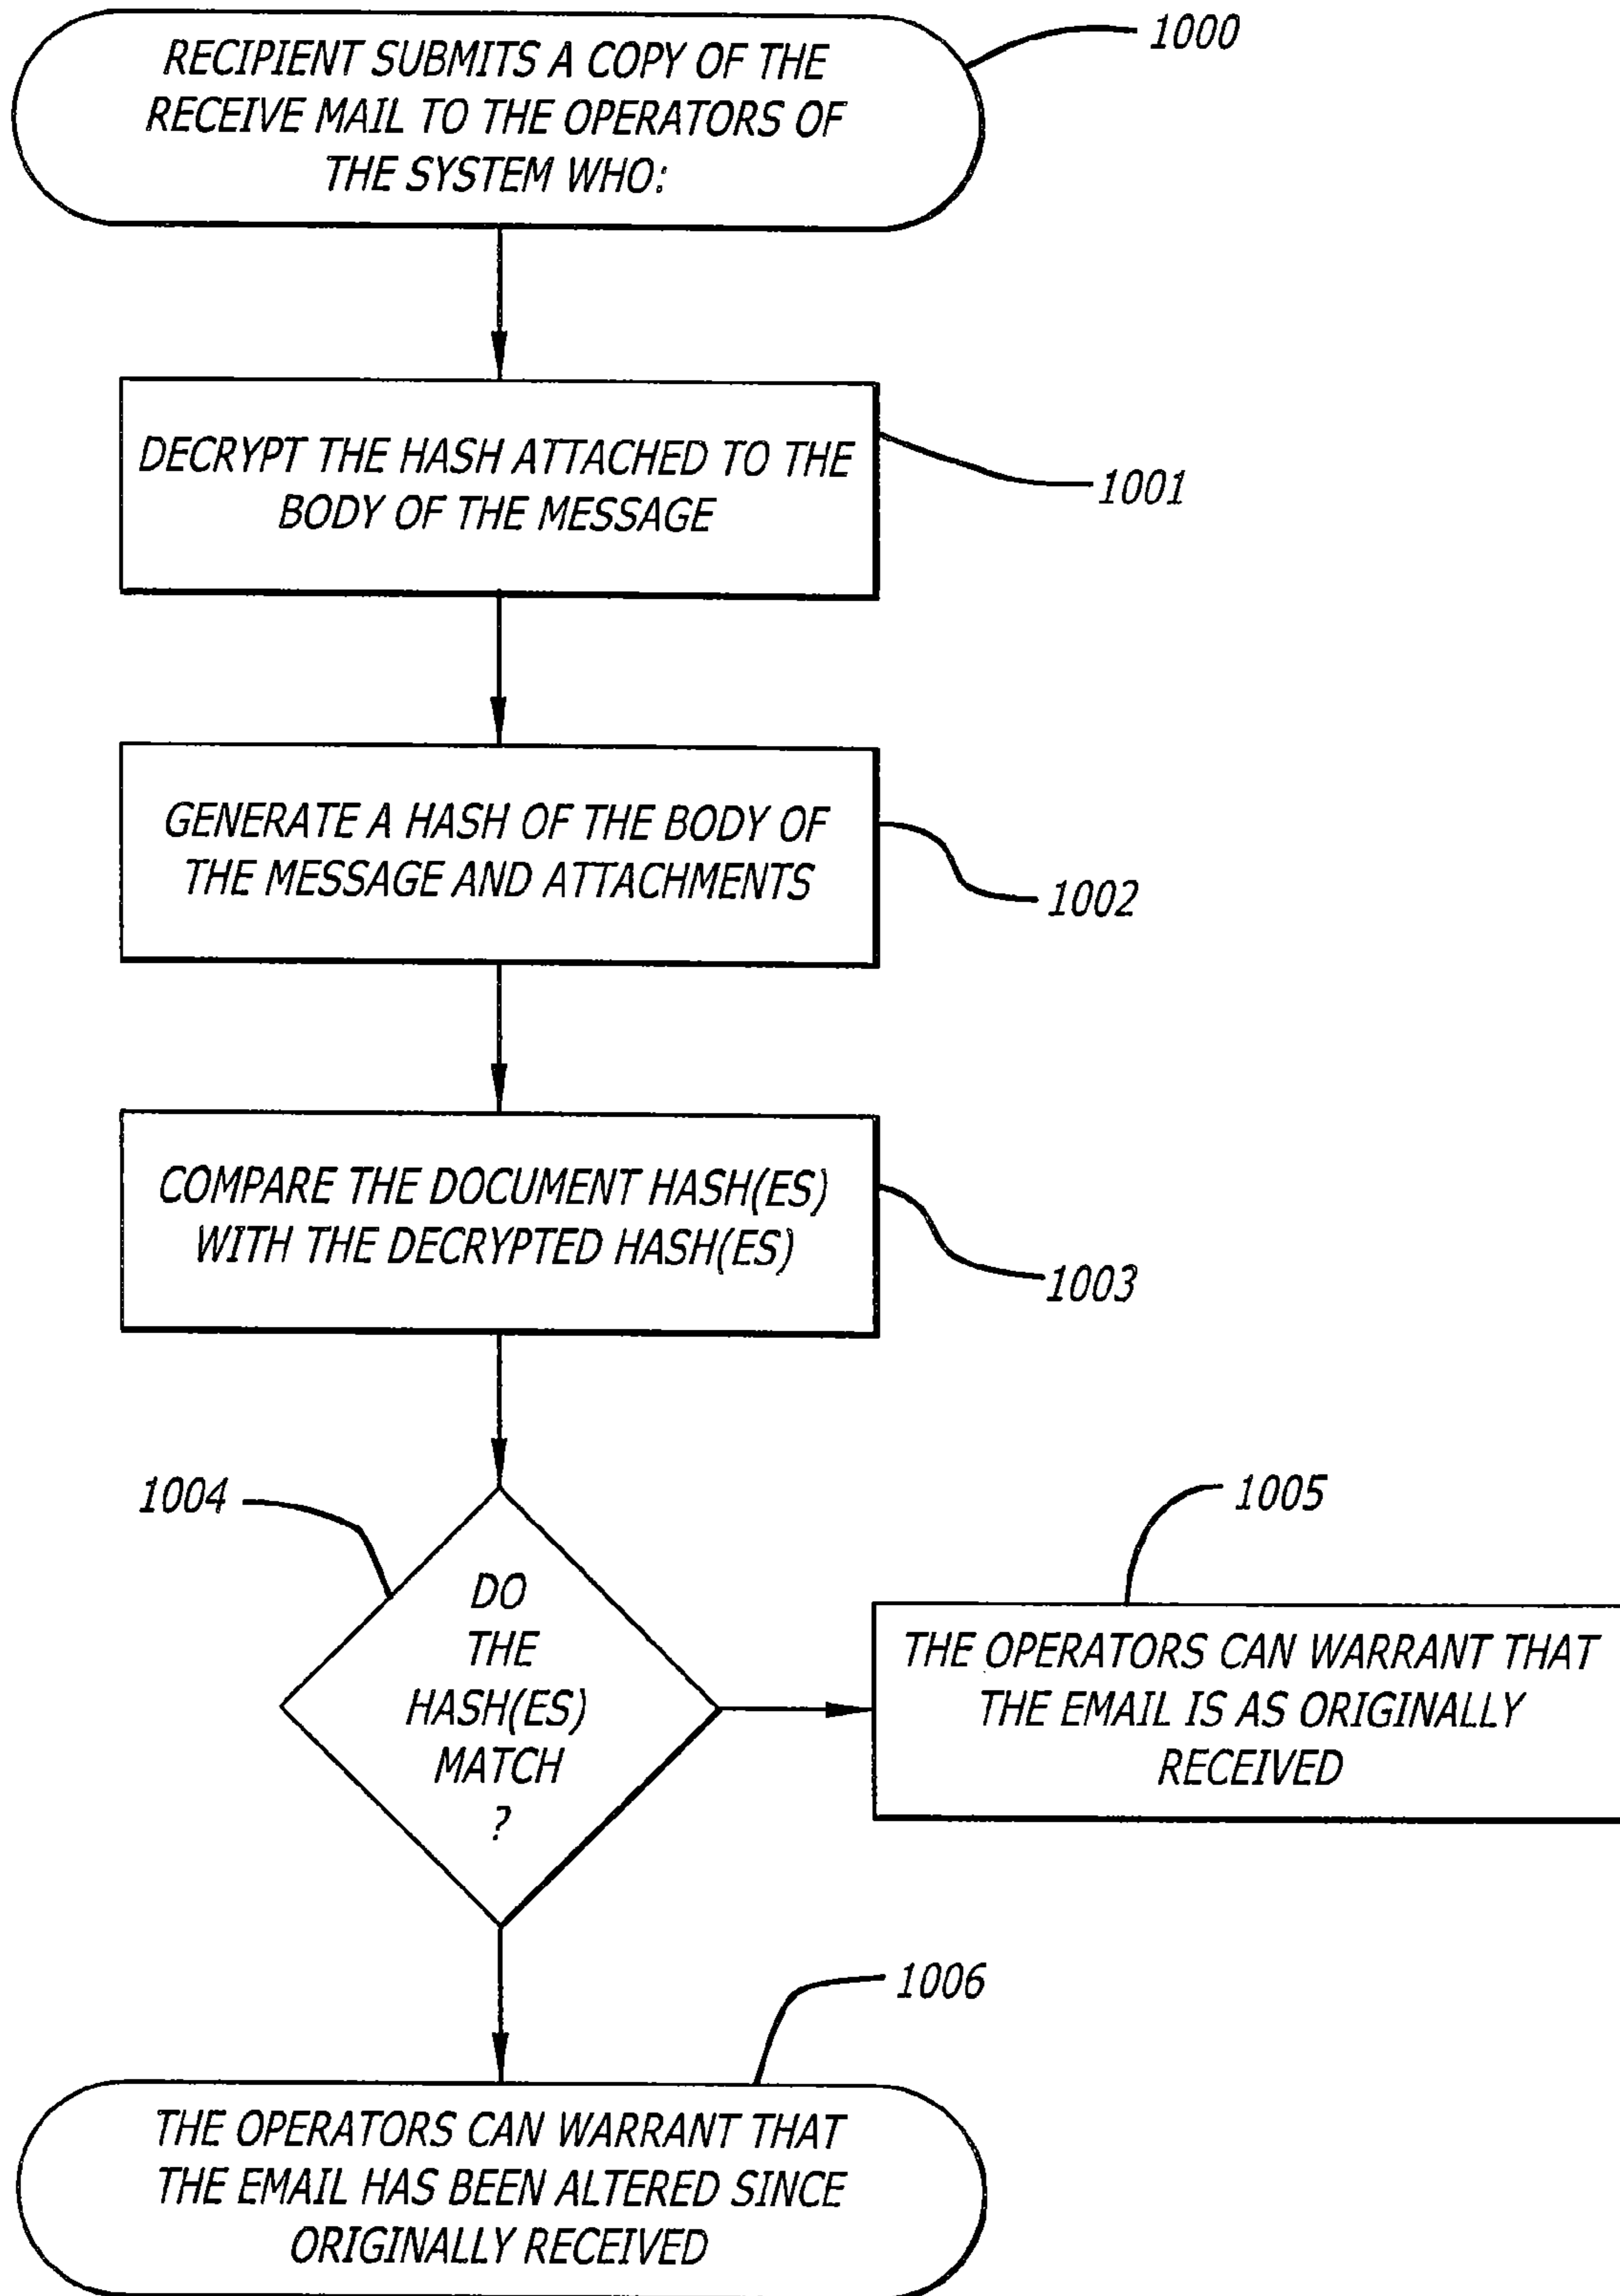 RECIPIENT SUBMITS A COPY OF THE
RECEIVE MAIL TO THE OPERATORS OF
THE SYSTEM WHO:
1000
DECRYPT THE HASH ATTACHED TO THE
BODY OF THE MESSAGE
1001
GENERATE A HASH OF THE BODY OF
THE MESSAGE AND ATTACHMENTS
1002
COMPARE THE DOCUMENT HASH(ES)
WITH THE DECRYPTED HASH(ES)
1003
1004
DO
THE
HASH(ES)
MATCH
?
1005
THE OPERATORS CAN WARRANT THAT
THE EMAIL IS AS ORIGINALLY
RECEIVED
1006
THE OPERATORS CAN WARRANT THAT
THE EMAIL HAS BEEN ALTERED SINCE
ORIGINALLY RECEIVED